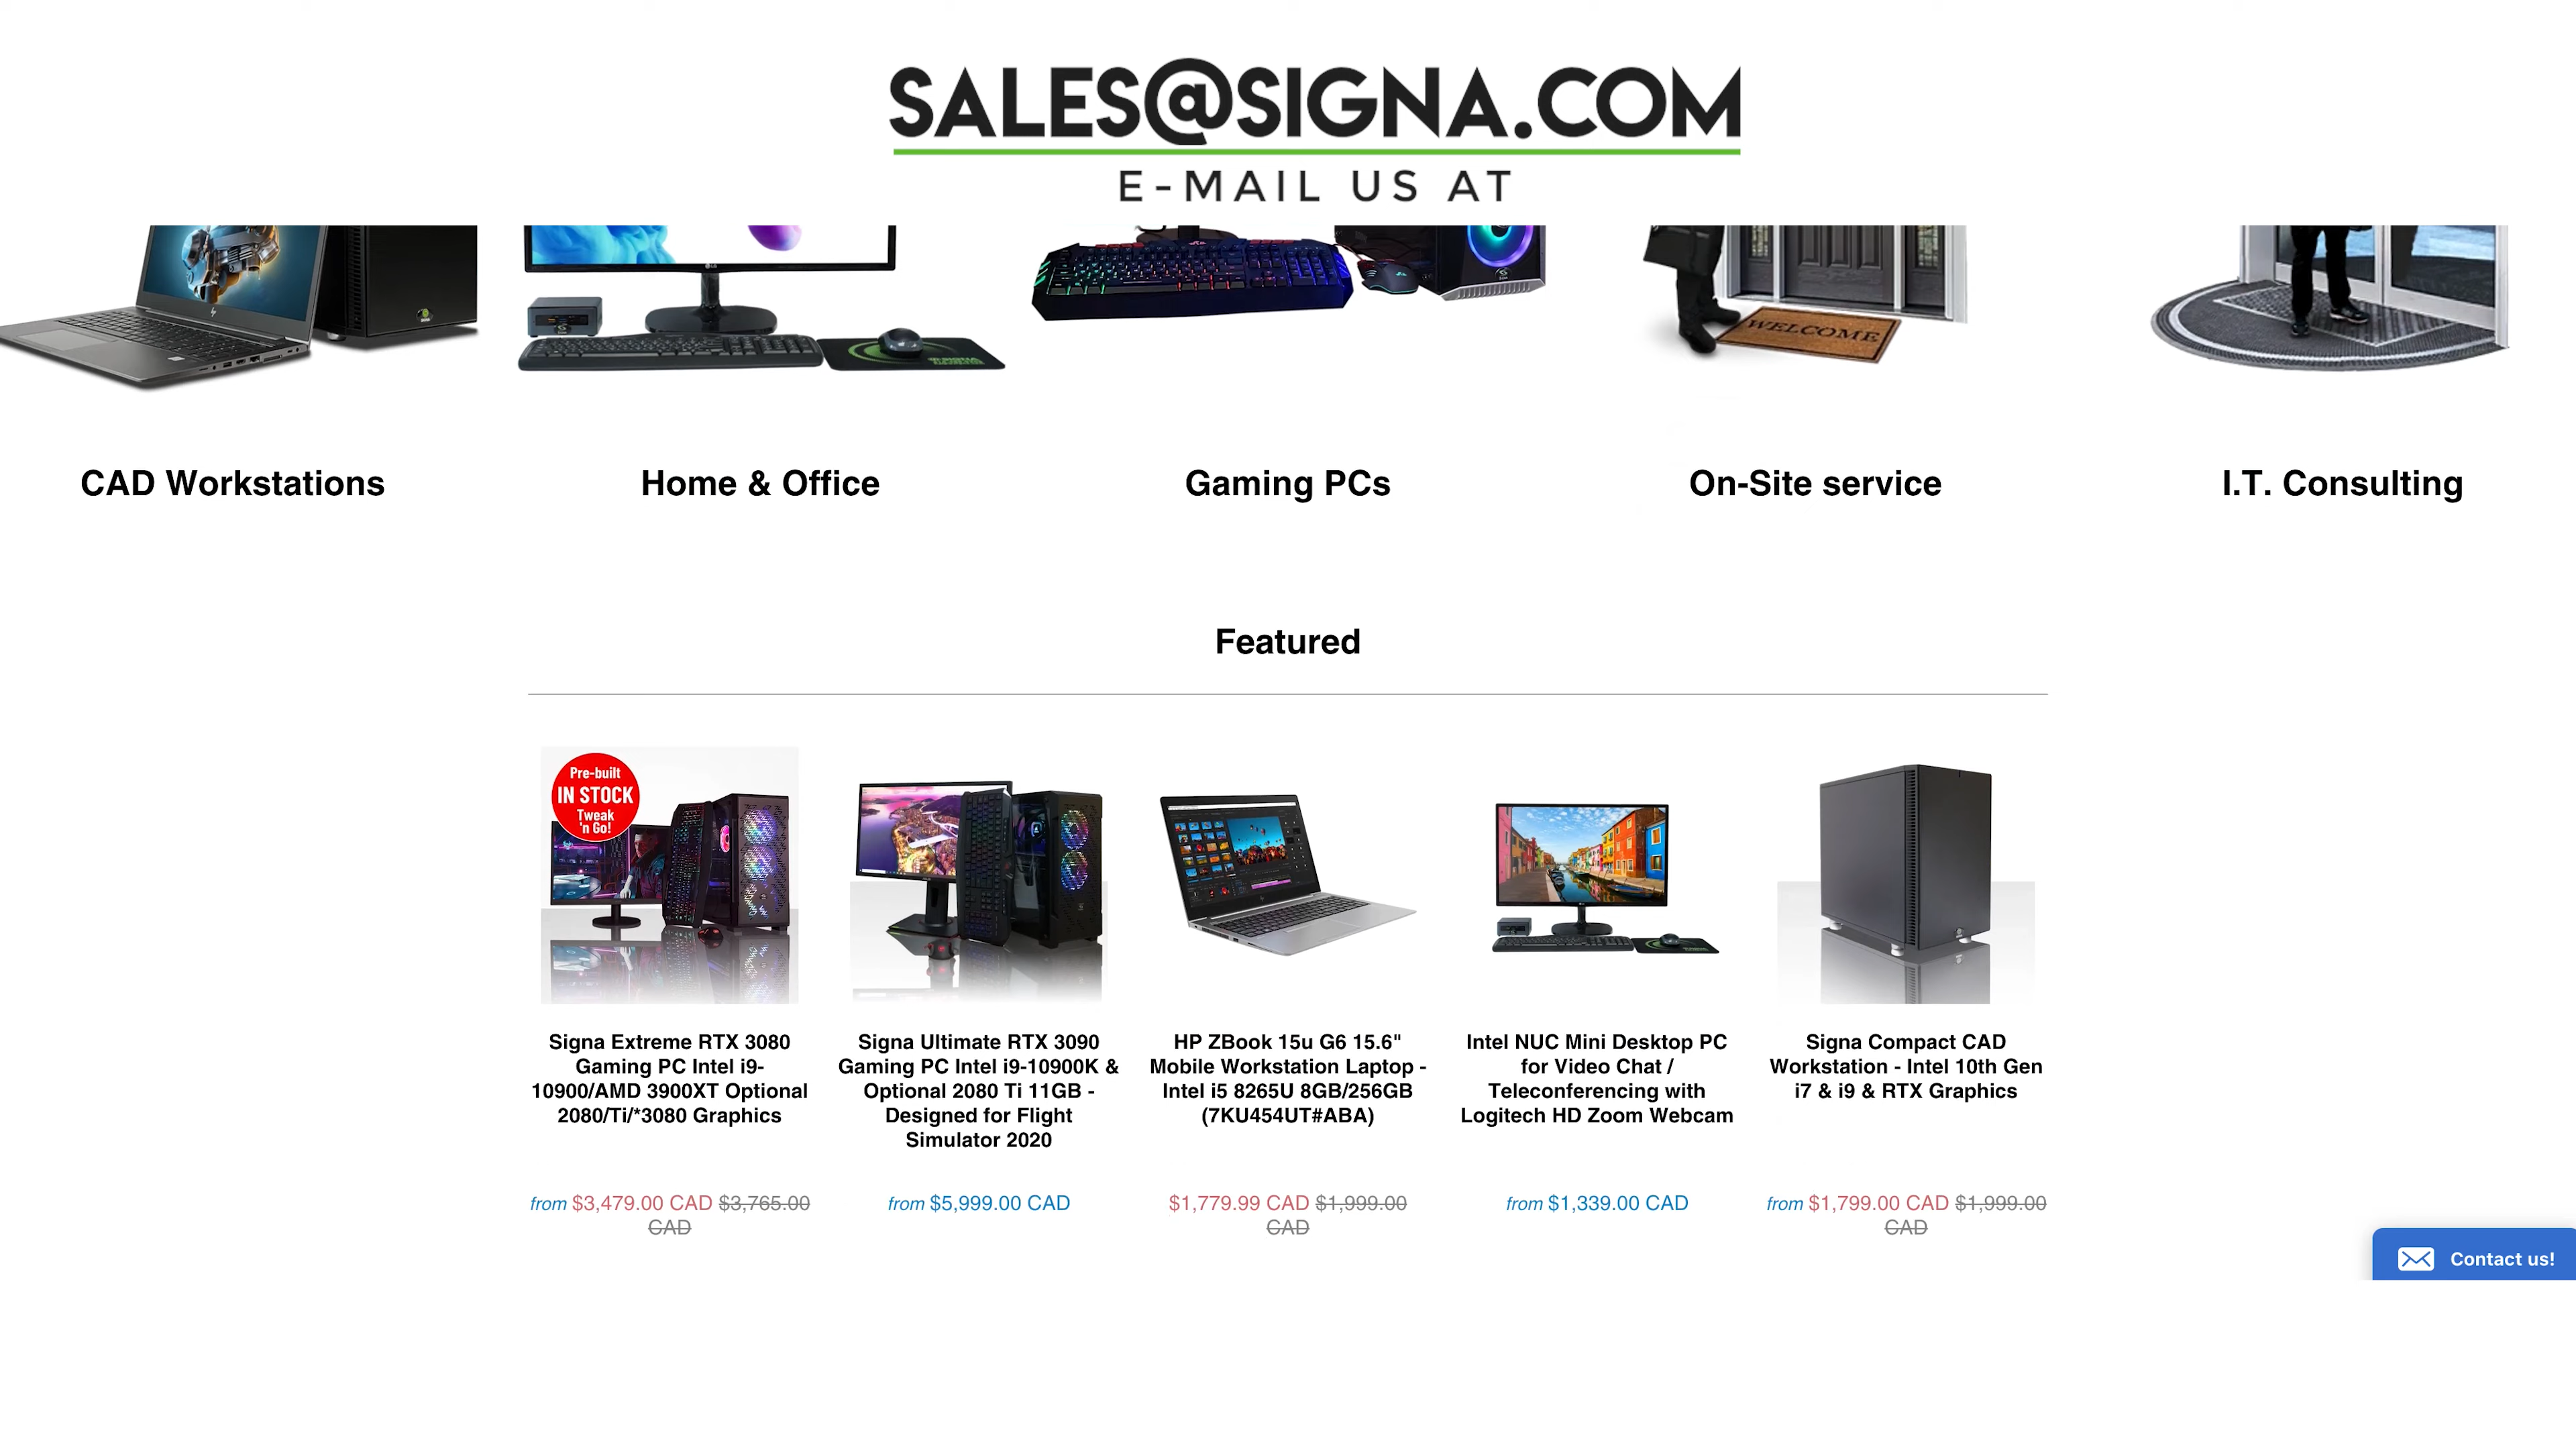 SALES@SIGNA.COM
E-MAIL US AT
WELCOME
CAD Workstations
Home & Office
Gaming PCs
On-Site service
I.T. Consulting
Featured
Pre-built
IN STOCK
Tweak
'n Go!
Signa Extreme RTX 3080
Gaming PC Intel i9-
10900/AMD 3900XT Optional
2080/Ti/*3080 Graphics
from $3,479.00 CAD $3,765.00
CAD
Signa Ultimate RTX 3090
Gaming PC Intel i9-10900K &
Optional 2080 Ti 11GB -
Designed for Flight
Simulator 2020
from $5,999.00 CAD
HP ZBook 15u G6 15.6"
Mobile Workstation Laptop -
Intel i5 8265U 8GB/256GB
(7KU454UT#ABA)
$1,779.99 CAD $1,999.00
CAD
Intel NUC Mini Desktop PC
for Video Chat /
Teleconferencing with
Logitech HD Zoom Webcam
from $1,339.00 CAD
Signa Compact CAD
Workstation - Intel 10th Gen
i7 & i9 & RTX Graphics
from $1,799.00 CAD $1,999.00
CAD
Contact us!